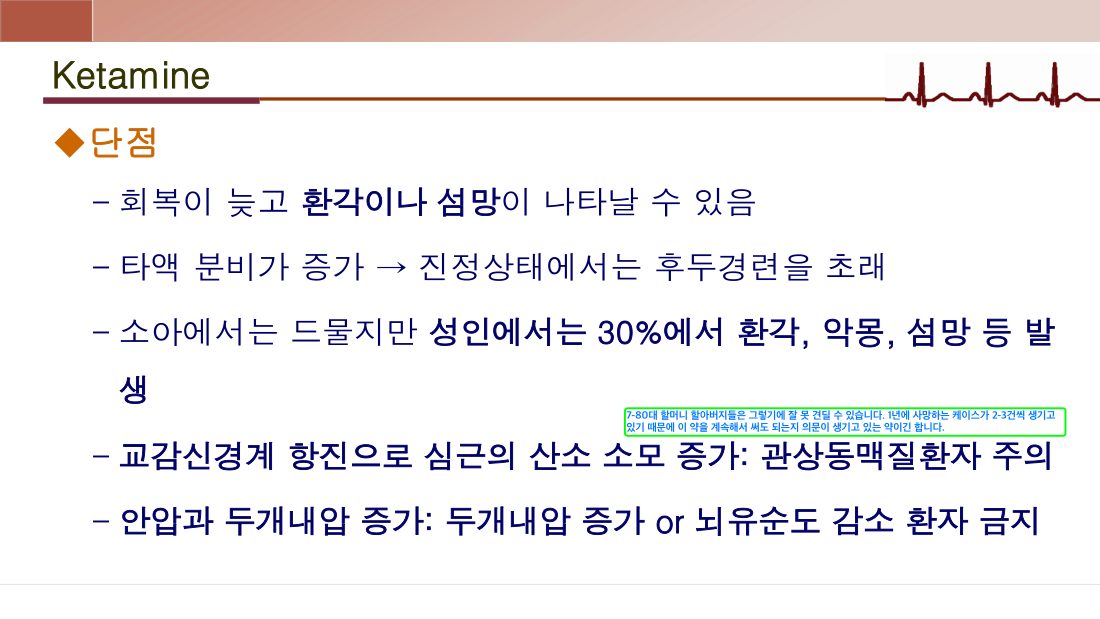 Ketamine
◆단점
– 회복이 늦고 환각이나 섬망이 나타날 수 있음
– 타액 분비가 증가 → 진정상태에서는 후두경련을 초래
– 소아에서는 드물지만 성인에서는 30%에서 환각, 악몽, 섬망 등 발
생
7-80대 할머니 할아버지들은 그렇기에 잘 못 견딜 수 있습니다. 1년에 사망하는 케이스가 2-3건씩 생기고
있기 때문에 이 약을 계속해서 써도 되는지 의문이 생기고 있는 약이긴 합니다.
– 교감신경계 항진으로 심근의 산소 소모 증가: 관상동맥질환자 주의
– 안압과 두개내압 증가: 두개내압 증가 or 뇌유순도 감소 환자 금지